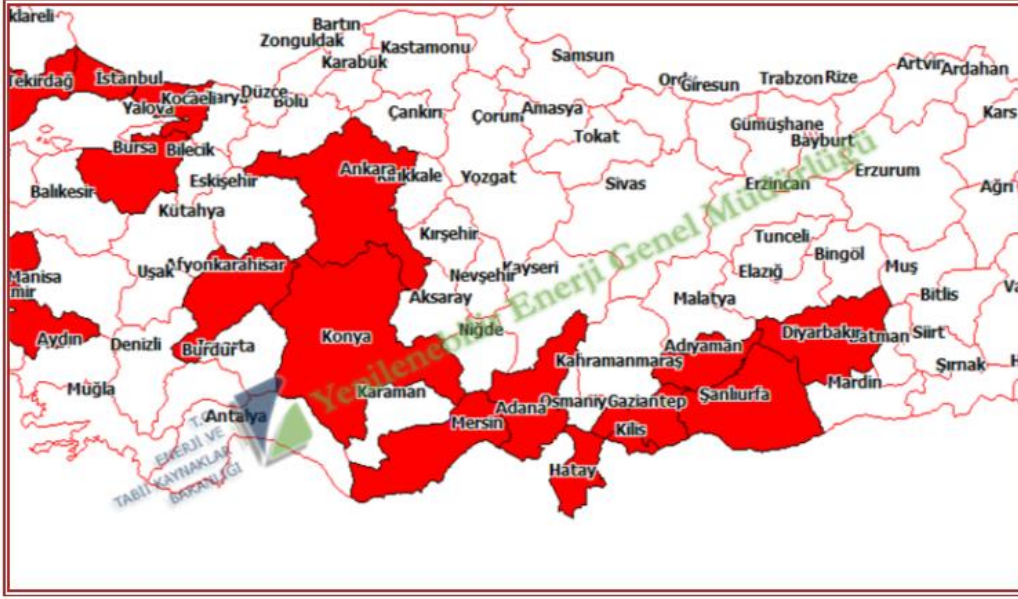 klareli
Bartın
Zonguldak
Kastamonu
Karabük
Samsun
Tekirdağ
İstanbul
Yalova
Kocaeli
arya
Düzce
Bolu
Çankırı
Çorum
Amasya
Tokat
Giresun
Trabzon
Rize
Artvin
Ardahan
Kars
Gümüşhane
Bayburt
Bursa
Bilecik
Eskişehir
Ankara
Kırıkkale
Yozgat
Sivas
Erzincan
Erzurum
Ağrı
Balıkesir
Kütahya
Kırşehir
Tunceli
Bingöl
Muş
Manisa
mir
Uşak
Afyonkarahisar
Nevşehir
Kayseri
Elazığ
Bitlis
Va
Aksaray
Malatya
Aydın
Denizli
Burdur
Konya
Niğde
Kahramanmaraş
Adıyaman
Diyarbakır
Batman
Siirt
Şırnak
Muğla
Karaman
Mardin
Antalya
Mersin
Adana
Osmaniy
Gaziantep
Şanlıurfa
Kilis
Hatay
Yenilenebilir Enerji Genel Müdürlüğü
T.C.
ENERJİ VE
TABİİ KAYNAKLAR
BAKANLIĞI